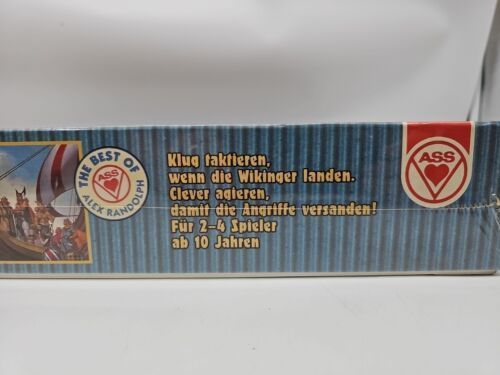 THE BEST OF
ASS
ALEX RANDOLPH
Klug taktieren,
wenn die Wikinger landen.
Clever agieren,
damit die Angriffe versanden!
Für 2–4 Spieler
ab 10 Jahren
ASS